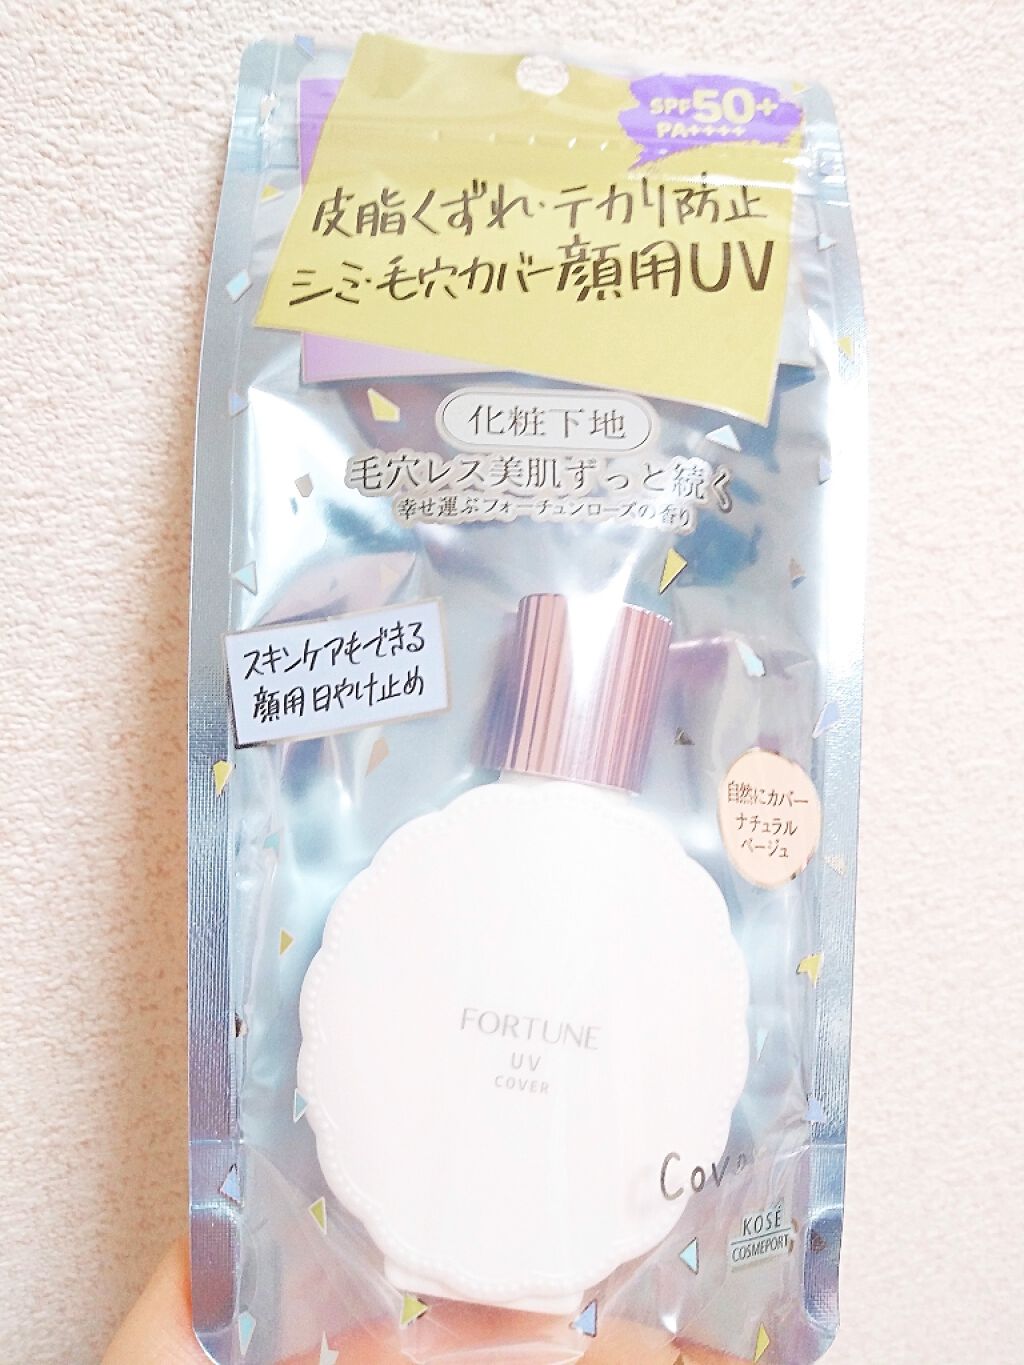 SPF50+
PA++++
皮脂くずれ・テカリ防止
シミ・毛穴カバー顔用UV
化粧下地
毛穴レス美肌ずっと続く
幸せ運ぶフォーチュンローズの香り
スキンケアもできる
顔用日やけ止め
自然にカバー
ナチュラル
ベージュ
FORTUNE
UV
COVER
Cover
KOSÉ
COSMEPORT